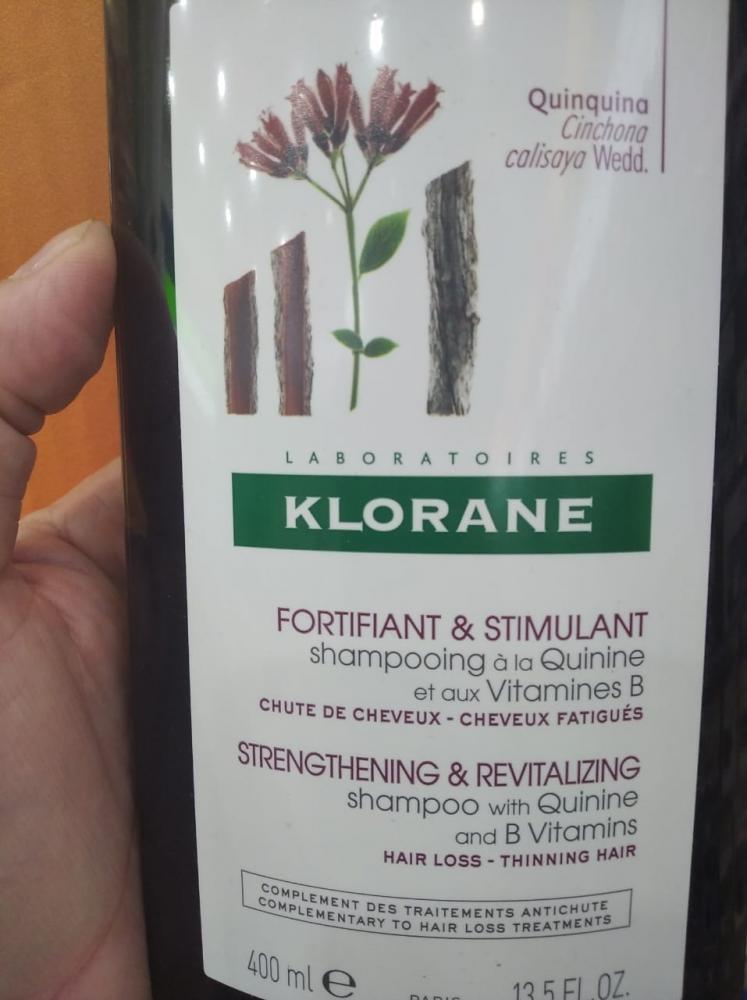 Quinquina
Cinchona
calisaya Wedd.
LABORATOIRES
KLORANE
FORTIFIANT & STIMULANT
shampooing à la Quinine
et aux Vitamines B
CHUTE DE CHEVEUX - CHEVEUX FATIGUÉS
STRENGTHENING & REVITALIZING
shampoo with Quinine
and B Vitamins
HAIR LOSS - THINNING HAIR
COMPLEMENT DES TRAITEMENTS ANTICHUTE
COMPLEMENTARY TO HAIR LOSS TREATMENTS
400 ml e PARIS 13.5 FL.OZ.